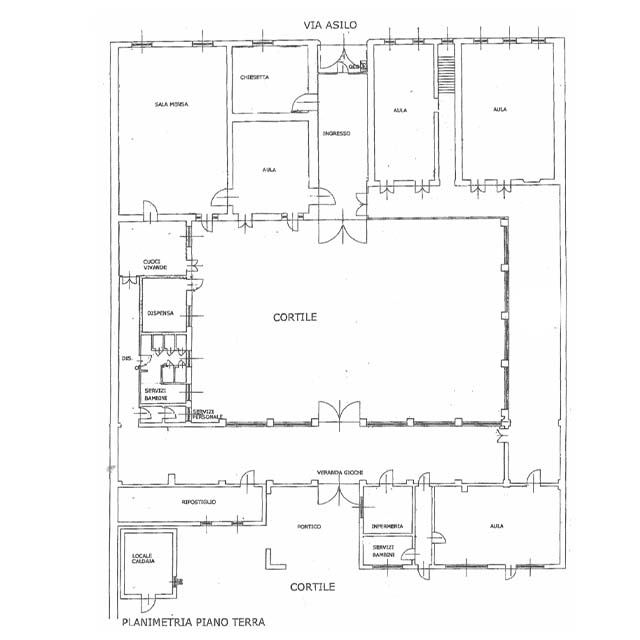 VIA ASILO
CHIESETTA
SALA MENSA
AULA
AULA
INGRESSO
AULA
CUOCI
VIVANDE
DISPENSA
CORTILE
DIS.
SERVIZI
BAMBINI
SERVIZI
PERSONALE
VERANDA GIOCHI
RIPOSTIGLIO
PORTICO
INFERMERIA
AULA
SERVIZI
BAMBINI
LOCALE
CALDAIA
CORTILE
PLANIMETRIA PIANO TERRA